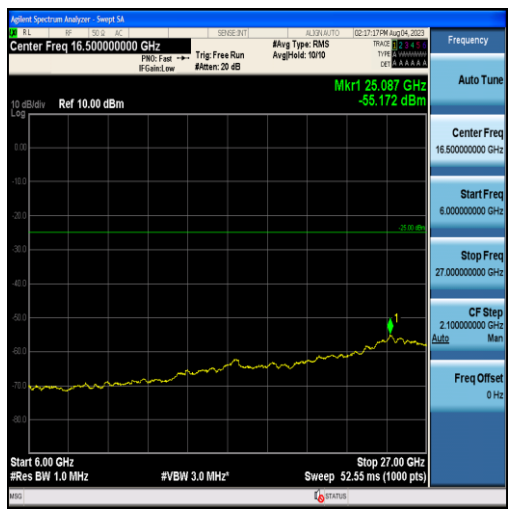 Agilent Spectrum Analyzer - Swept SA
RL RF 50 Ω AC SENSE:INT ALIGN AUTO 02:17:17 PM Aug 04, 2023
Center Freq 16.500000000 GHz
PNO: Fast
IFGain:Low
Trig: Free Run
#Atten: 20 dB
#Avg Type: RMS
Avg|Hold: 10/10
TRACE 1 2 3 4 5 6
TYPE A WWWWW
DET A A A A A A
Mkr1 25.087 GHz
-55.172 dBm
10 dB/div Ref 10.00 dBm
Log
0.00
-10.0
-20.0
-25.00 dBm
-30.0
-40.0
-50.0
1
-60.0
-70.0
-80.0
Start 6.00 GHz Stop 27.00 GHz
#Res BW 1.0 MHz #VBW 3.0 MHz* Sweep 52.55 ms (1000 pts)
MSG STATUS
Frequency
Auto Tune
Center Freq
16.500000000 GHz
Start Freq
6.000000000 GHz
Stop Freq
27.000000000 GHz
CF Step
2.100000000 GHz
Auto Man
Freq Offset
0 Hz